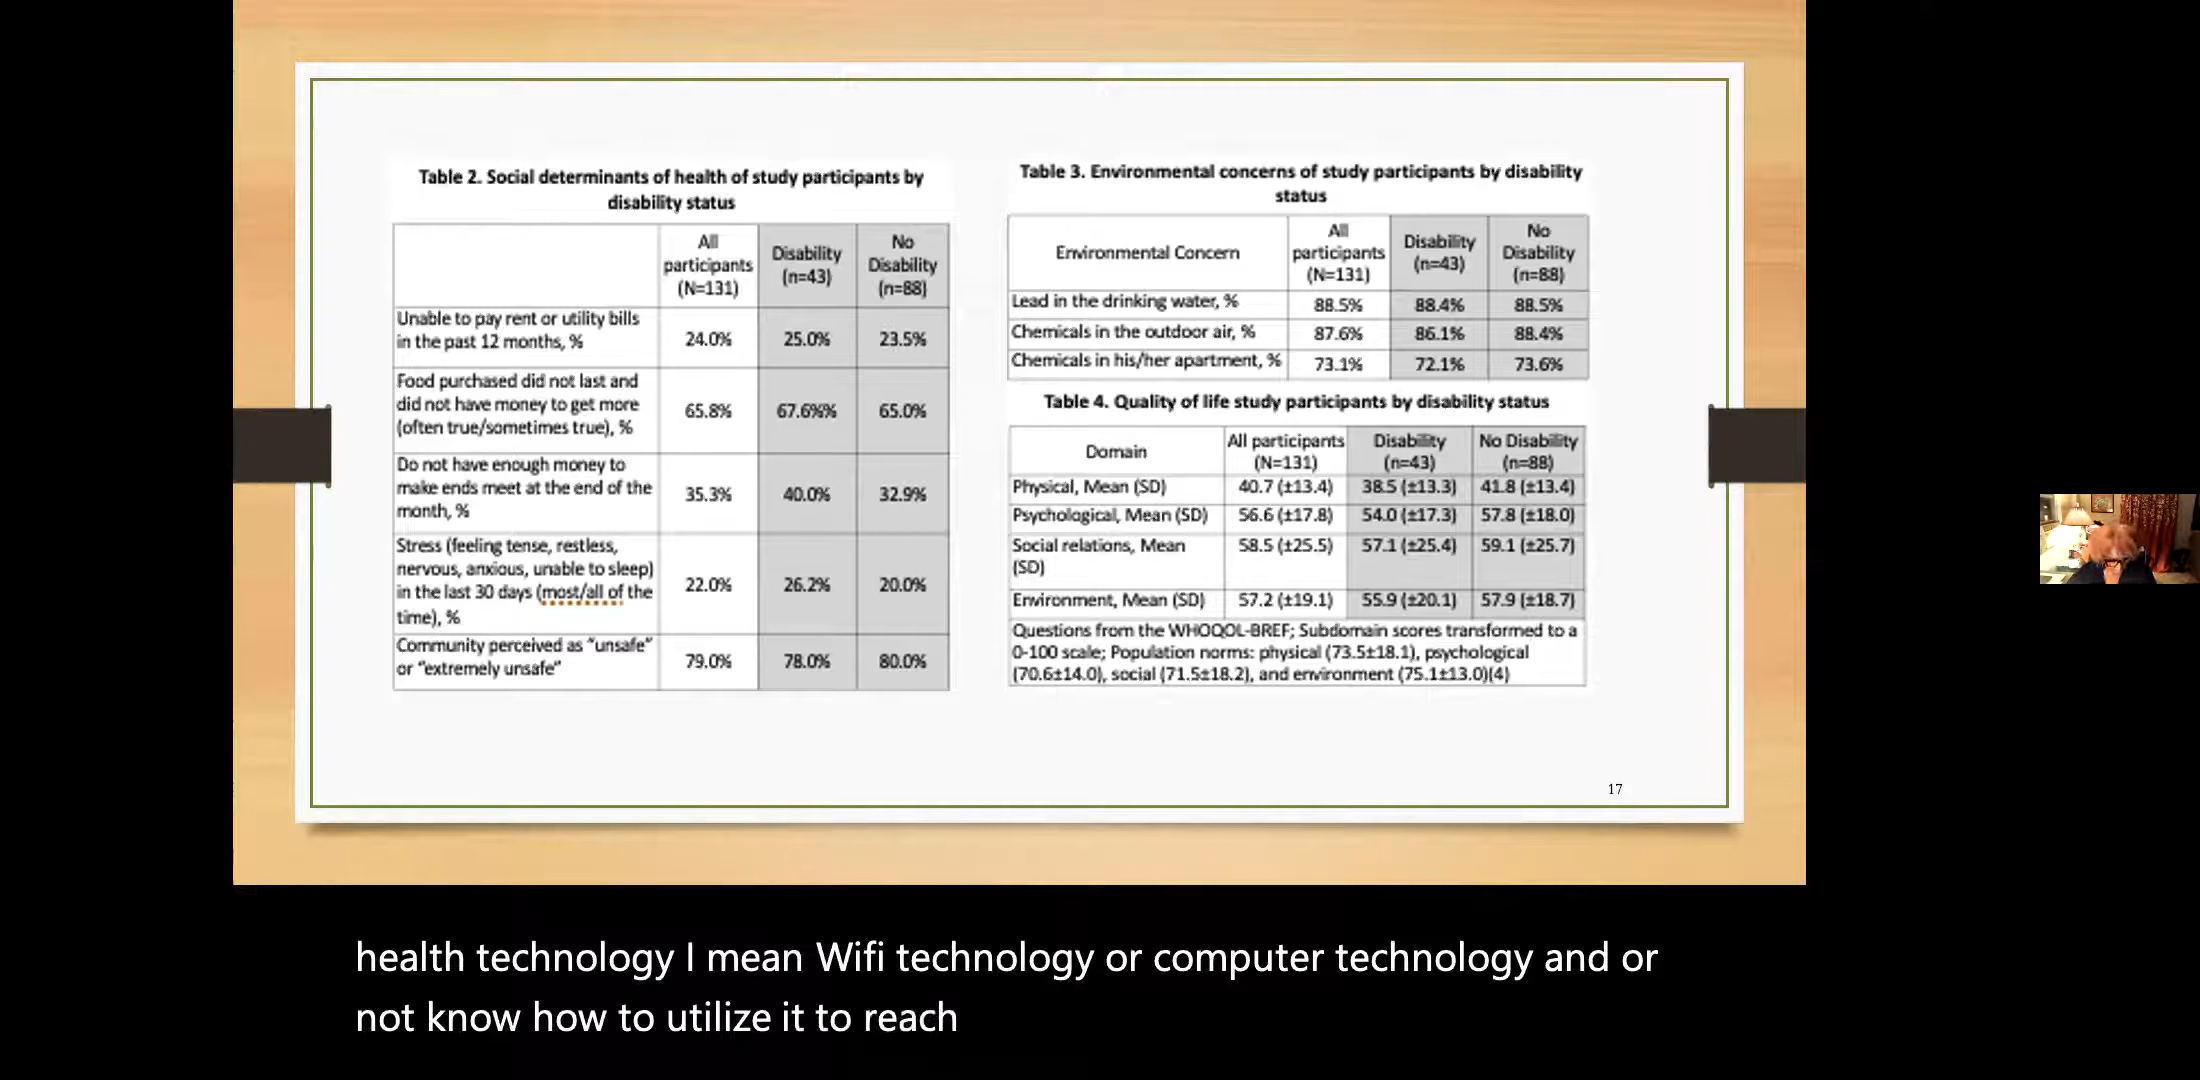 Table 2. Social determinants of health of study participants by
disability status
All
participants
(N=131)
Disability
(n=43)
No
Disability
(n=88)
Unable to pay rent or utility bills
in the past 12 months, %
24.0%
25.0%
23.5%
Food purchased did not last and
did not have money to get more
(often true/sometimes true), %
65.8%
67.6%%
65.0%
Do not have enough money to
make ends meet at the end of the
month, %
35.3%
40.0%
32.9%
Stress (feeling tense, restless,
nervous, anxious, unable to sleep)
in the last 30 days (most/all of the
time), %
22.0%
26.2%
20.0%
Community perceived as "unsafe"
or "extremely unsafe"
79.0%
78.0%
80.0%
Table 3. Environmental concerns of study participants by disability
status
Environmental Concern
All
participants
(N=131)
Disability
(n=43)
No
Disability
(n=88)
Lead in the drinking water, %
88.5%
88.4%
88.5%
Chemicals in the outdoor air, %
87.6%
86.1%
88.4%
Chemicals in his/her apartment, %
73.1%
72.1%
73.6%
Table 4. Quality of life study participants by disability status
Domain
All participants
(N=131)
Disability
(n=43)
No Disability
(n=88)
Physical, Mean (SD)
40.7 (±13.4)
38.5 (±13.3)
41.8 (±13.4)
Psychological, Mean (SD)
56.6 (±17.8)
54.0 (±17.3)
57.8 (±18.0)
Social relations, Mean
(SD)
58.5 (±25.5)
57.1 (±25.4)
59.1 (±25.7)
Environment, Mean (SD)
57.2 (±19.1)
55.9 (±20.1)
57.9 (±18.7)
Questions from the WHOQOL-BREF; Subdomain scores transformed to a
0-100 scale; Population norms: physical (73.5±18.1), psychological
(70.6±14.0), social (71.5±18.2), and environment (75.1±13.0)(4)
17
health technology I mean Wifi technology or computer technology and or
not know how to utilize it to reach